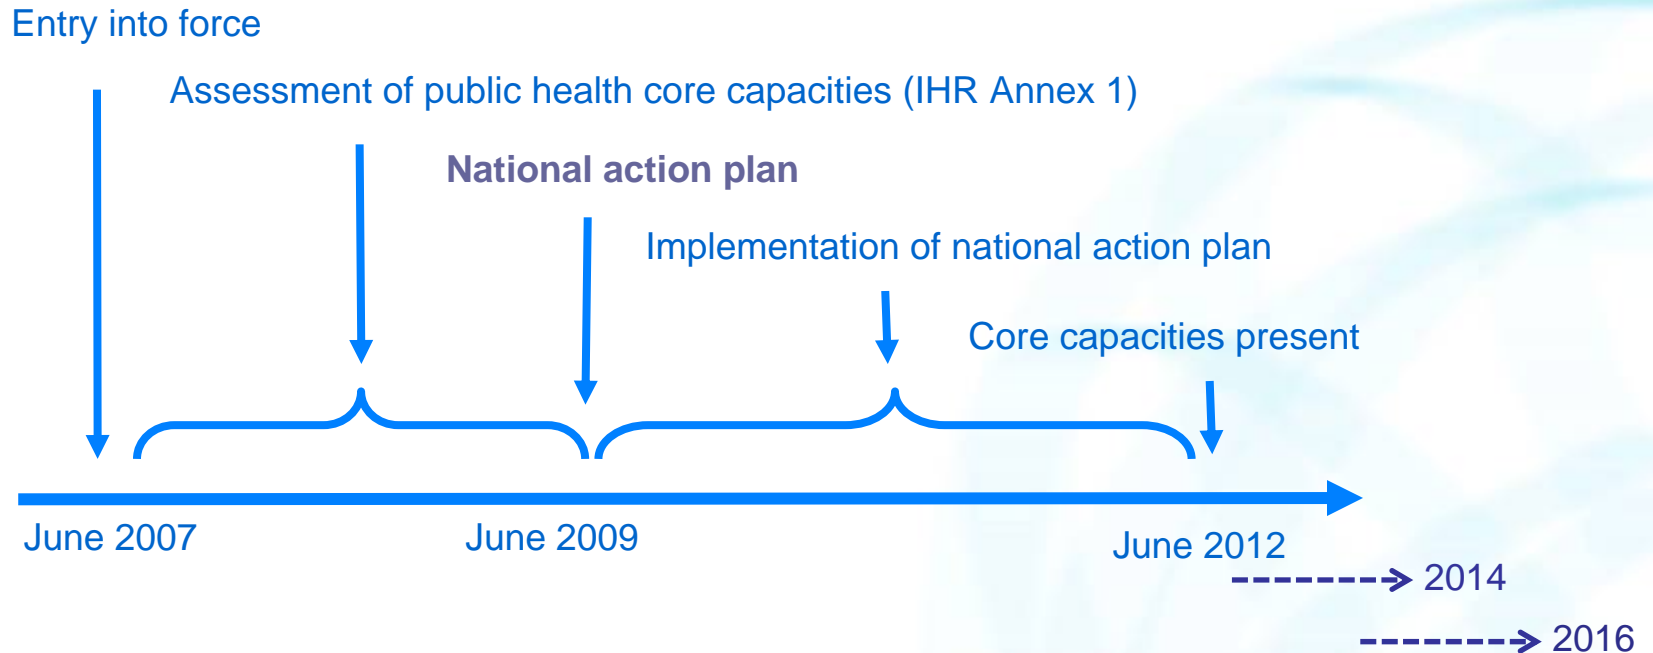 Entry into force
Assessment of public health core capacities (IHR Annex 1)
National action plan
Implementation of national action plan
Core capacities present
June 2007
June 2009
June 2012
2014
2016